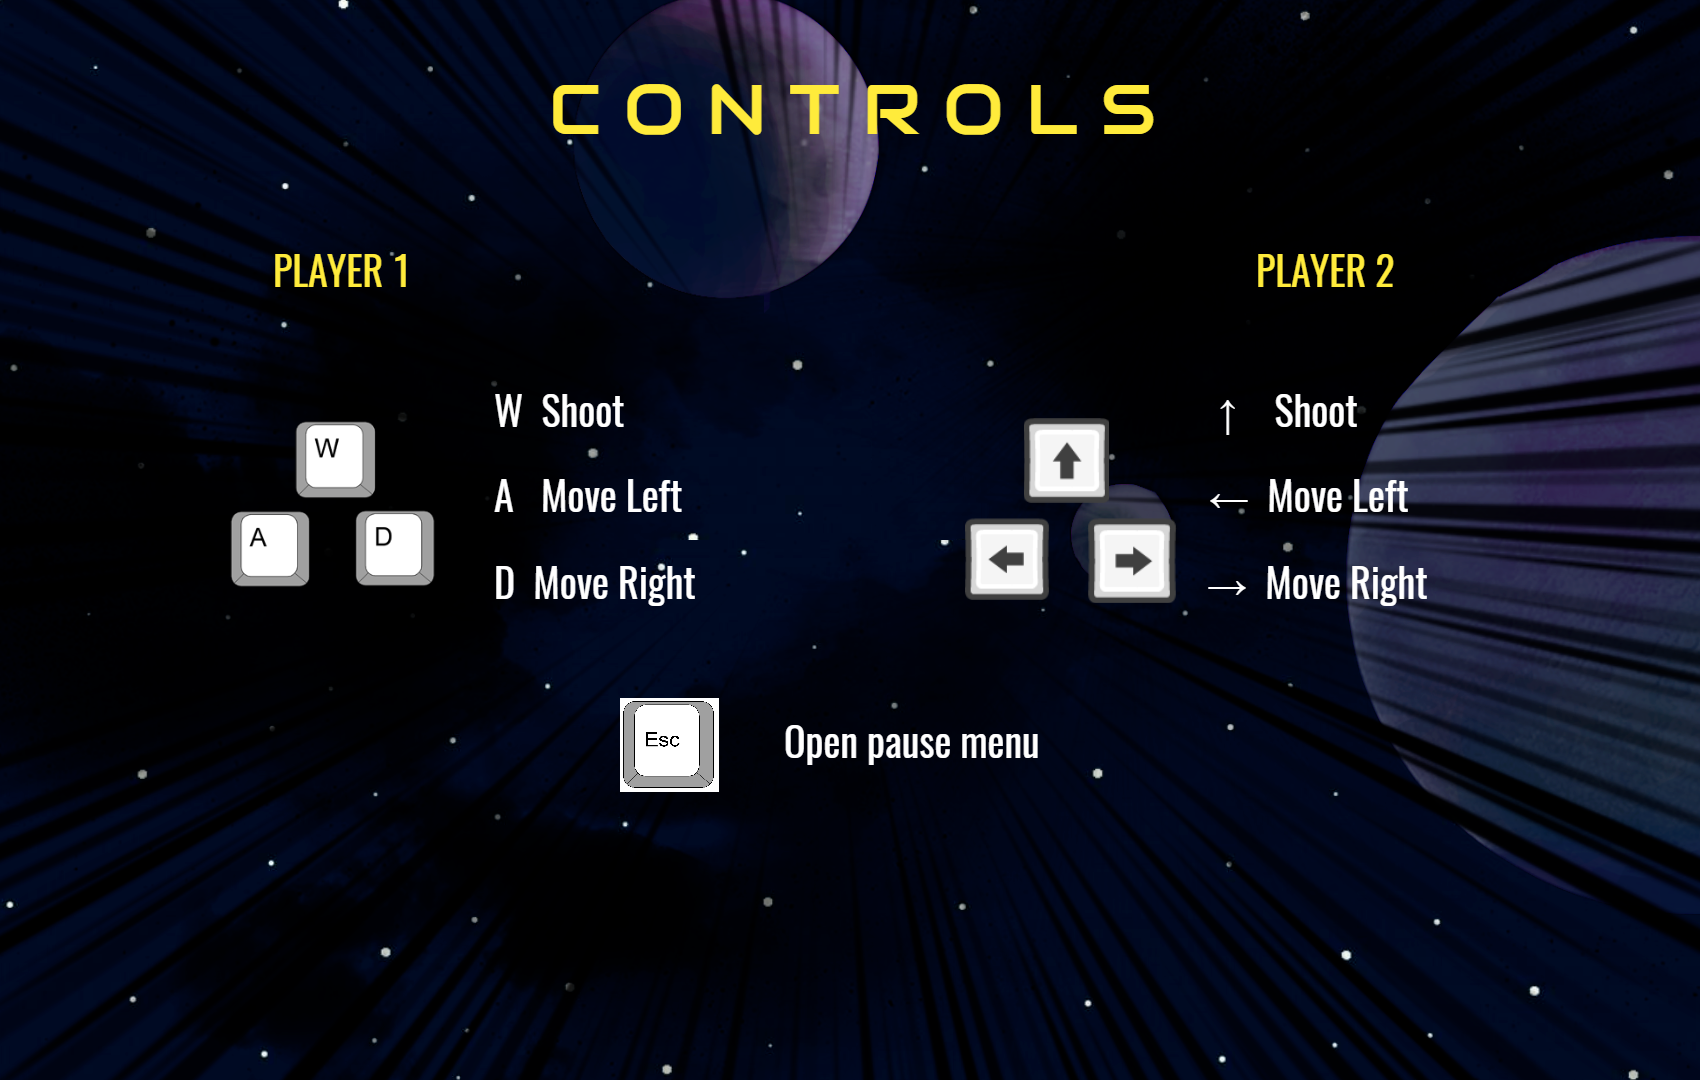 CONTROLS
PLAYER 1
W Shoot
A Move Left
D Move Right
W
A
D
PLAYER 2
↑ Shoot
← Move Left
→ Move Right
Esc
Open pause menu